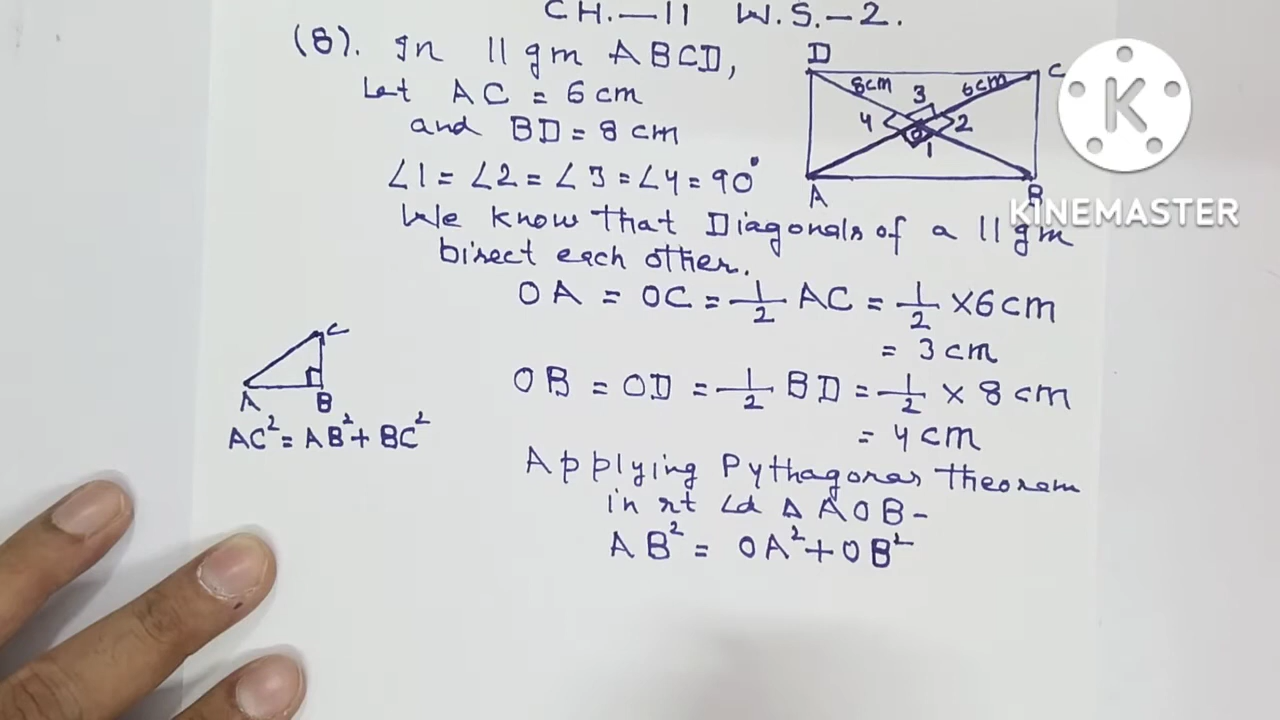 CH.—11 W.S.-2.
(8). In 11gm ABCD,
Let AC = 6 cm
and BD = 8 cm
∠1 = ∠2 = ∠3 = ∠4 = 90°
We know that Diagonals of a 11gm
bisect each other.
OA = OC = 1/2 AC = 1/2 × 6 cm
= 3 cm
OB = OD = 1/2 BD = 1/2 × 8 cm
= 4 cm
Applying Pythagoras theorem
in rt ∠d Δ AOB-
AB² = OA² + OB²
D
C
8cm 3 6cm
4 O 2
1
A B
C
A B
AC² = AB² + BC²
K
KINEMASTER